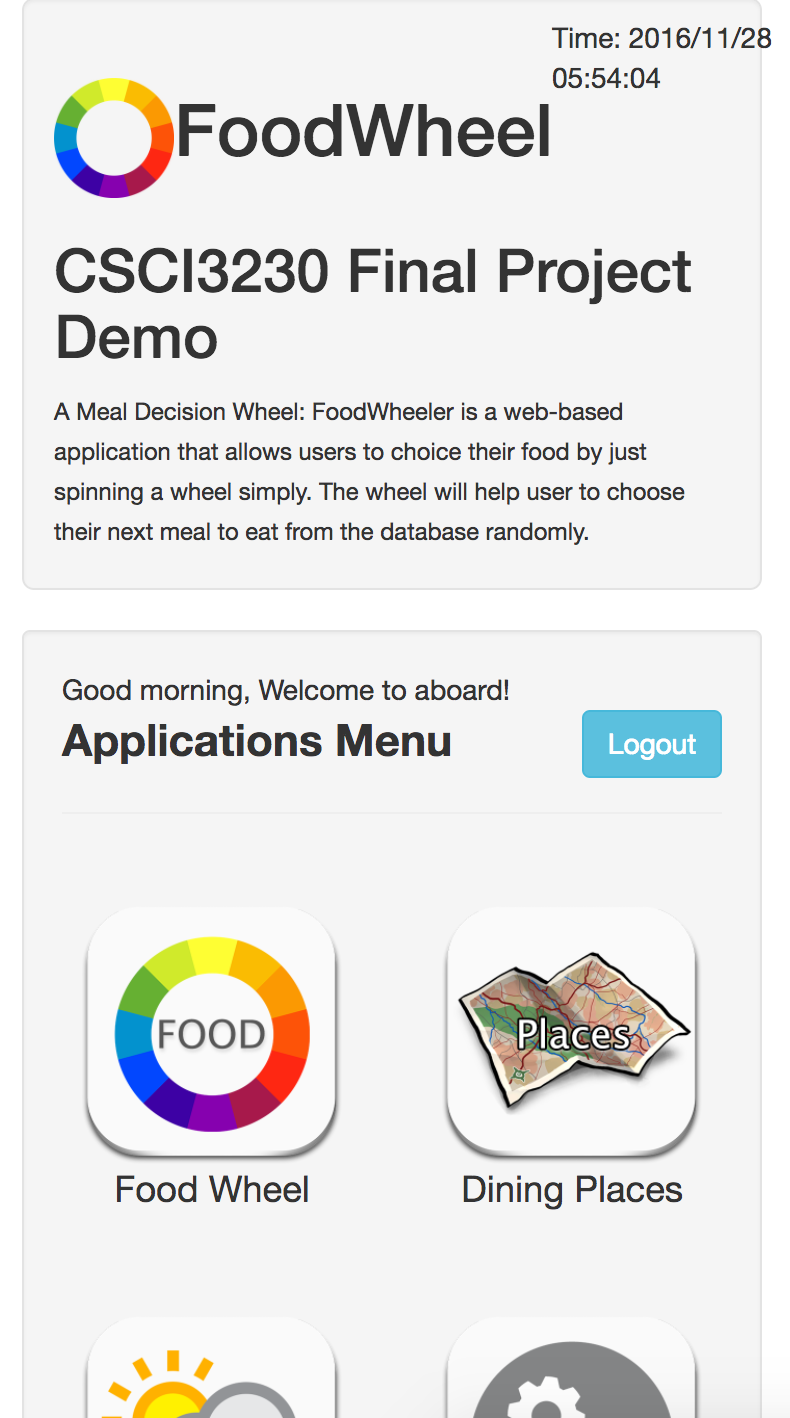 Time: 2016/11/28
05:54:04
FoodWheel
CSCI3230 Final Project
Demo
A Meal Decision Wheel: FoodWheeler is a web-based
application that allows users to choice their food by just
spinning a wheel simply. The wheel will help user to choose
their next meal to eat from the database randomly.
Good morning, Welcome to aboard!
Applications Menu
Logout
FOOD
Places
Food Wheel
Dining Places